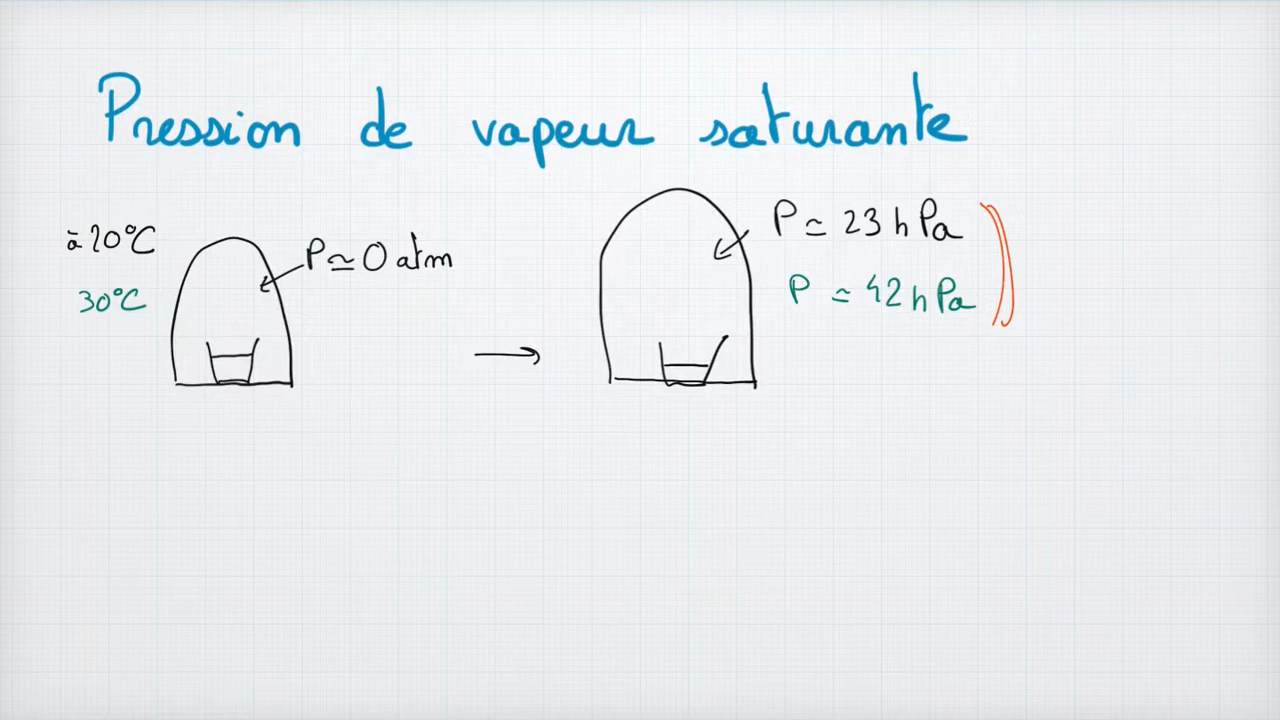 Pression de vapeur saturante
à 20°C
30°C
P ≃ 0 atm
P ≃ 23 hPa
P ≃ 42 hPa